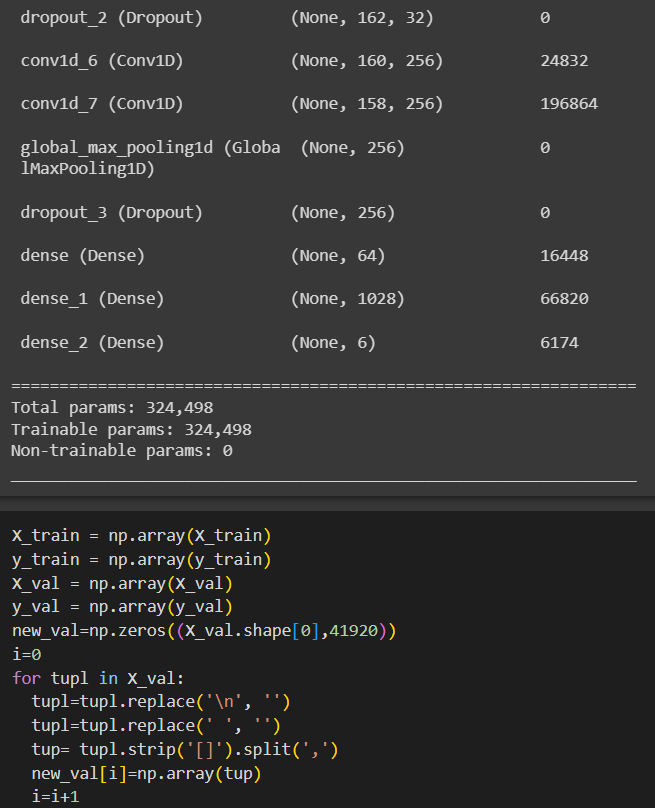 dropout_2 (Dropout) (None, 162, 32) 0
conv1d_6 (Conv1D) (None, 160, 256) 24832
conv1d_7 (Conv1D) (None, 158, 256) 196864
global_max_pooling1d (Globa (None, 256) 0
lMaxPooling1D)
dropout_3 (Dropout) (None, 256) 0
dense (Dense) (None, 64) 16448
dense_1 (Dense) (None, 1028) 66820
dense_2 (Dense) (None, 6) 6174
=================================================================
Total params: 324,498
Trainable params: 324,498
Non-trainable params: 0
_________________________________________________________________
X_train = np.array(X_train)
y_train = np.array(y_train)
X_val = np.array(X_val)
y_val = np.array(y_val)
new_val=np.zeros((X_val.shape[0],41920))
i=0
for tupl in X_val:
  tupl=tupl.replace('\n', '')
  tupl=tupl.replace(' ', '')
  tup= tupl.strip('[]').split(',')
  new_val[i]=np.array(tup)
  i=i+1